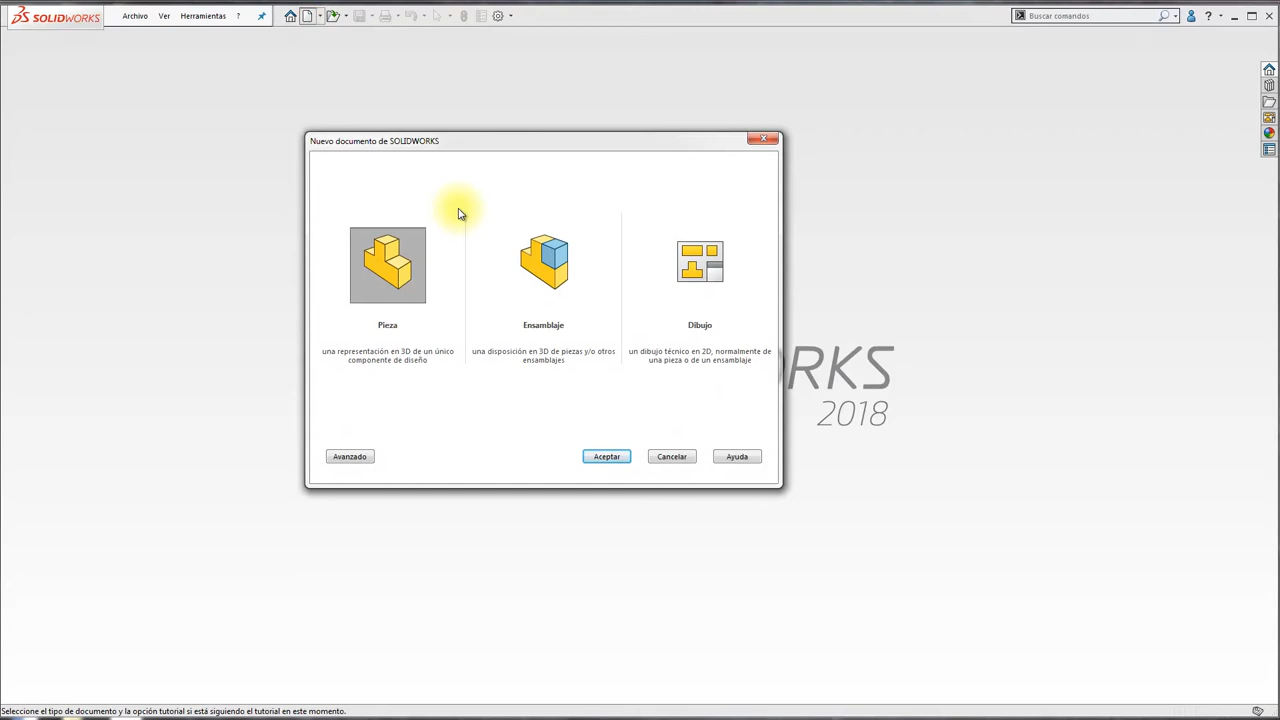 SOLIDWORKS
Archivo Ver Herramientas ?
Buscar comandos
?
Nuevo documento de SOLIDWORKS
Pieza
una representación en 3D de un único
componente de diseño
Ensamblaje
una disposición en 3D de piezas y/o otros
ensamblajes
Dibujo
un dibujo técnico en 2D, normalmente de
una pieza o de un ensamblaje
RKS
2018
Avanzado
Aceptar
Cancelar
Ayuda
Seleccione el tipo de documento y la opción tutorial si está siguiendo el tutorial en este momento.